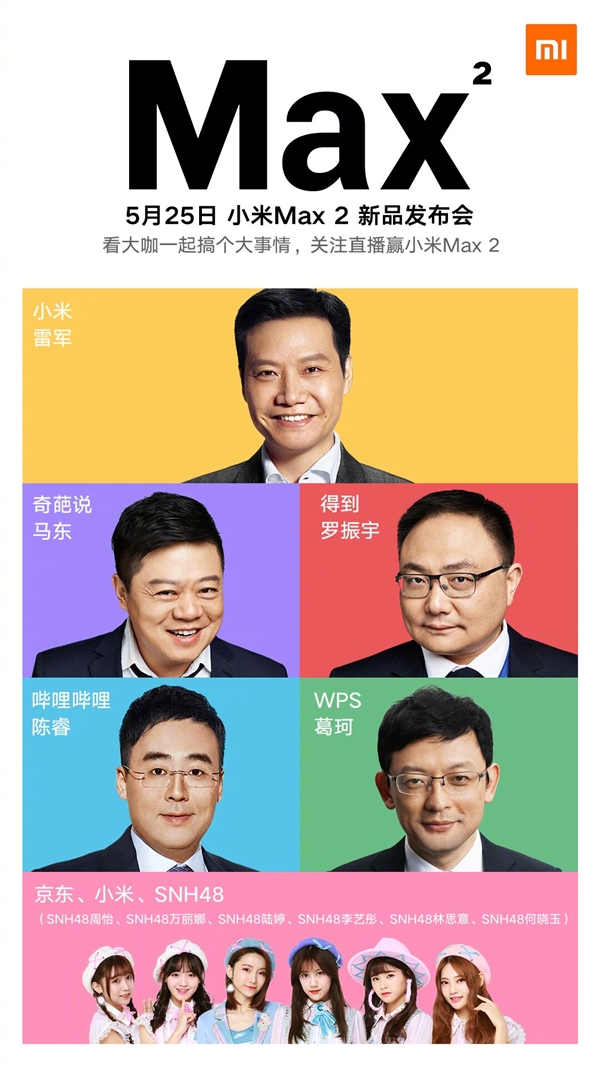 mi
Max²
5月25日 小米Max 2 新品发布会
看大咖一起搞个大事情，关注直播赢小米Max 2
小米
雷军
奇葩说
马东
得到
罗振宇
哔哩哔哩
陈睿
WPS
葛珂
京东、小米、SNH48
（SNH48周怡、SNH48万丽娜、SNH48陆婷、SNH48李艺彤、SNH48林思意、SNH48何晓玉）